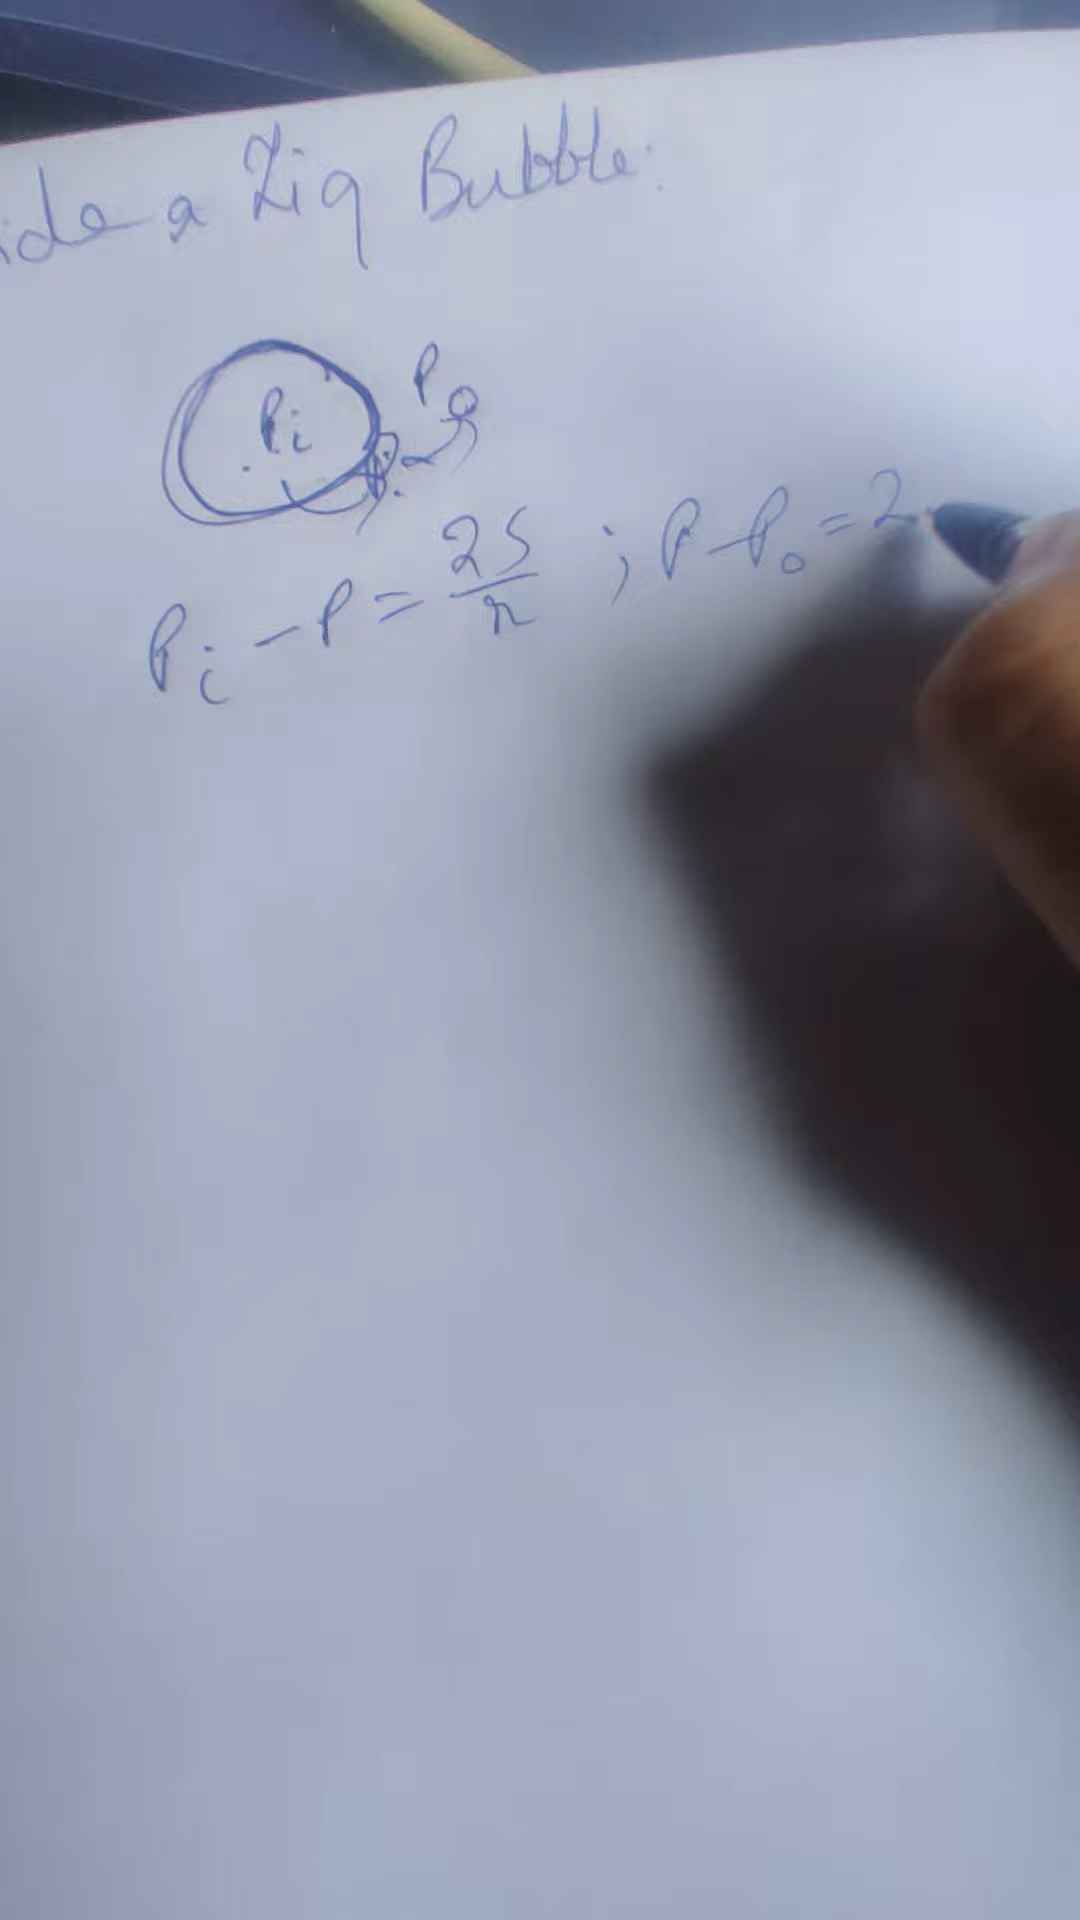 ide a Liq Bubble:
Pi P0
P
Pi - P = 2S/r ; P - P0 = 2